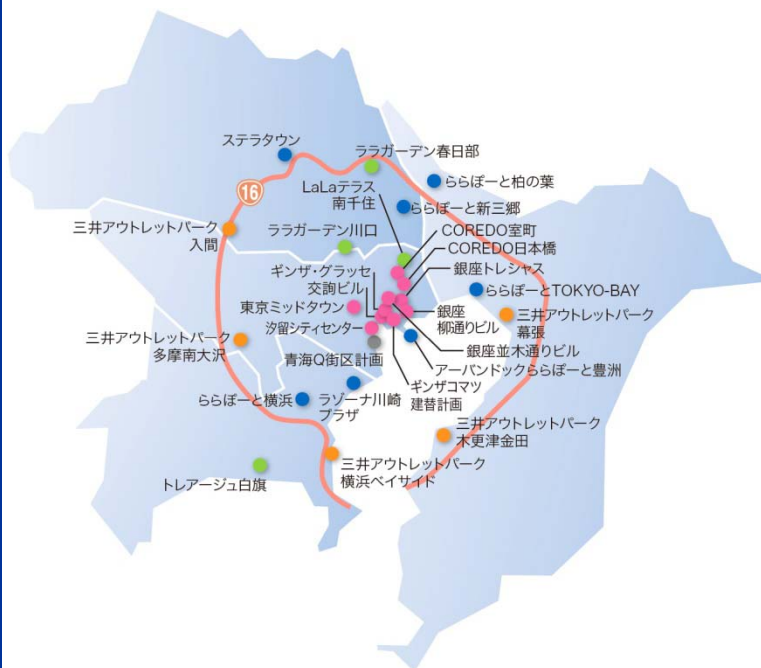 ステラタウン
ララガーデン春日部
16
LaLaテラス
南千住
ららぽーと柏の葉
ららぽーと新三郷
三井アウトレットパーク
入間
ララガーデン川口
COREDO室町
COREDO日本橋
ギンザ・グラッセ
交詢ビル
銀座トレシャス
ららぽーとTOKYO-BAY
東京ミッドタウン
銀座
柳通りビル
三井アウトレットパーク
幕張
汐留シティセンター
三井アウトレットパーク
多摩南大沢
銀座並木通りビル
青海Q街区計画
アーバンドックららぽーと豊洲
ギンザコマツ
建替計画
ららぽーと横浜
ラゾーナ川崎
プラザ
三井アウトレットパーク
木更津金田
三井アウトレットパーク
横浜ベイサイド
トレアージュ白旗